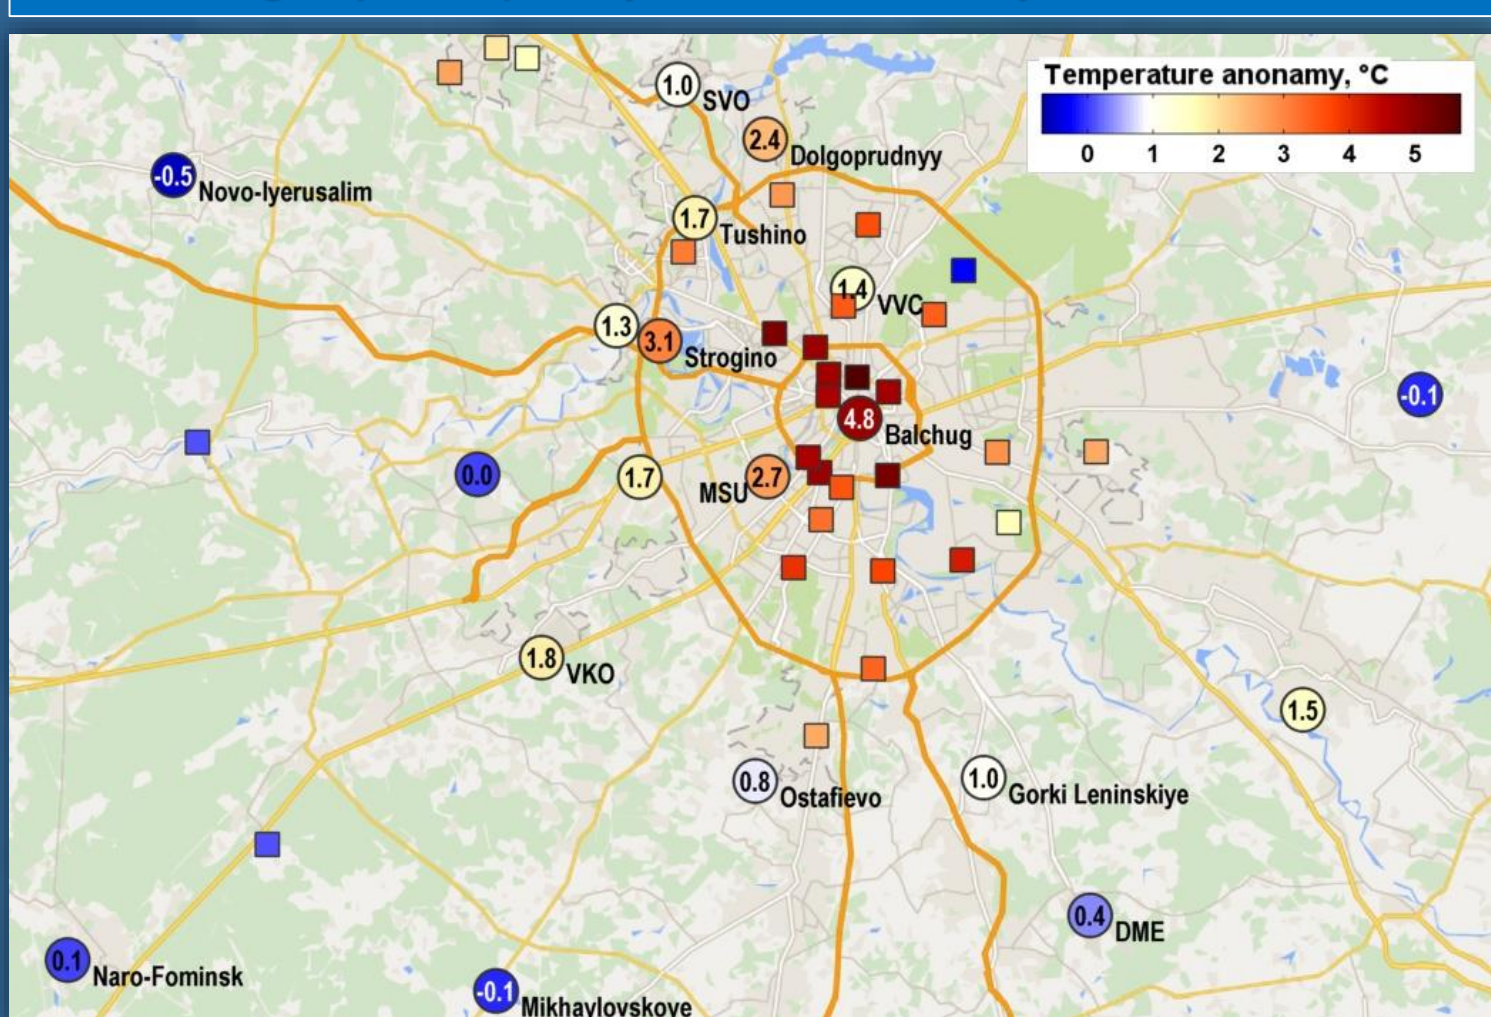 Temperature anonamy, °C
0 1 2 3 4 5
1.0 SVO
2.4 Dolgoprudnyy
-0.5 Novo-Iyerusalim
1.7 Tushino
1.4 VVC
1.3
3.1 Strogino
-0.1
4.8 Balchug
0.0
1.7
MSU 2.7
1.8 VKO
1.5
0.8 Ostafievo
1.0 Gorki Leninskiye
0.4 DME
0.1 Naro-Fominsk
-0.1 Mikhaylovskoye